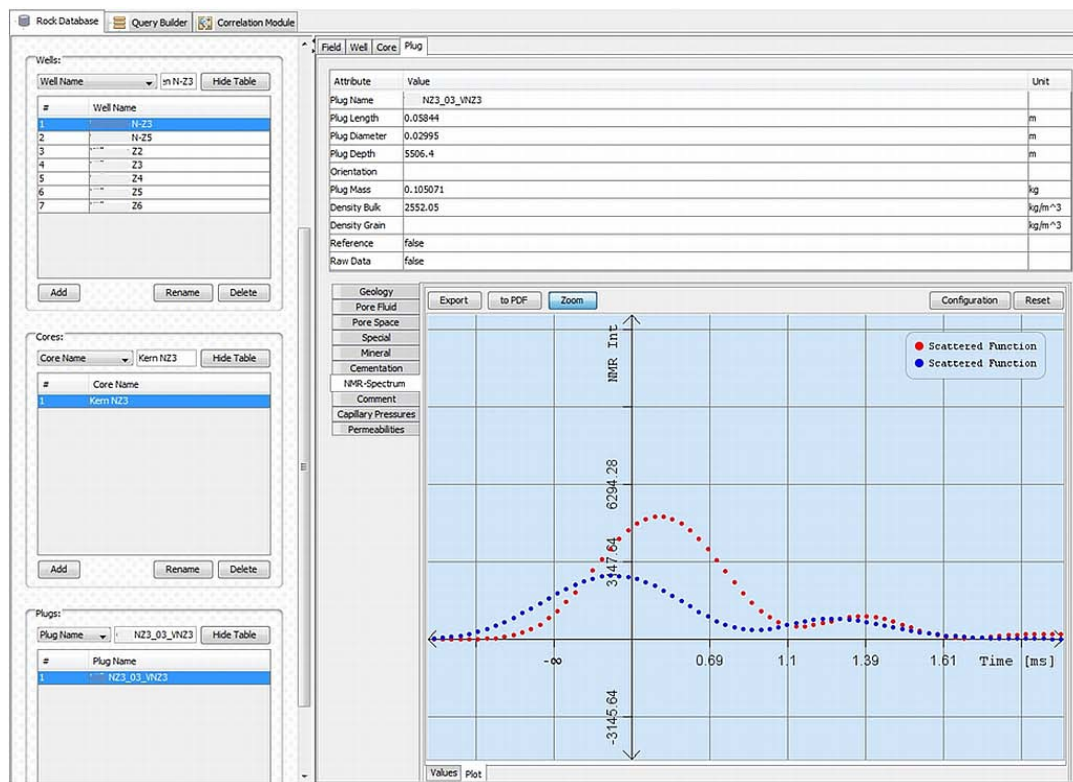 Rock Database Query Builder Correlation Module
Wells:
Well Name N-Z3 Hide Table
# Well Name
1 N-Z3
2 N-Z5
3 Z2
4 Z3
5 Z4
6 Z5
7 Z6
Add Rename Delete
Cores:
Core Name Kern NZ3 Hide Table
# Core Name
1 Kern NZ3
Add Rename Delete
Plugs:
Plug Name NZ3_03_VNZ3 Hide Table
# Plug Name
1 NZ3_03_VNZ3
Field Well Core Plug
Attribute Value Unit
Plug Name NZ3_03_VNZ3
Plug Length 0.05844 m
Plug Diameter 0.02995 m
Plug Depth 5506.4 m
Orientation
Plug Mass 0.105071 kg
Density Bulk 2552.05 kg/m^3
Density Grain kg/m^3
Reference false
Raw Data false
Geology
Pore Fluid
Pore Space
Special
Mineral
Cementation
NMR-Spectrum
Comment
Capillary Pressures
Permeabilities
Export to PDF Zoom Configuration Reset
NMR Int
Scattered Function
Scattered Function
6294.28
3147.64
-∞ 0.69 1.1 1.39 1.61 Time [ms]
-3145.64
Values Plot